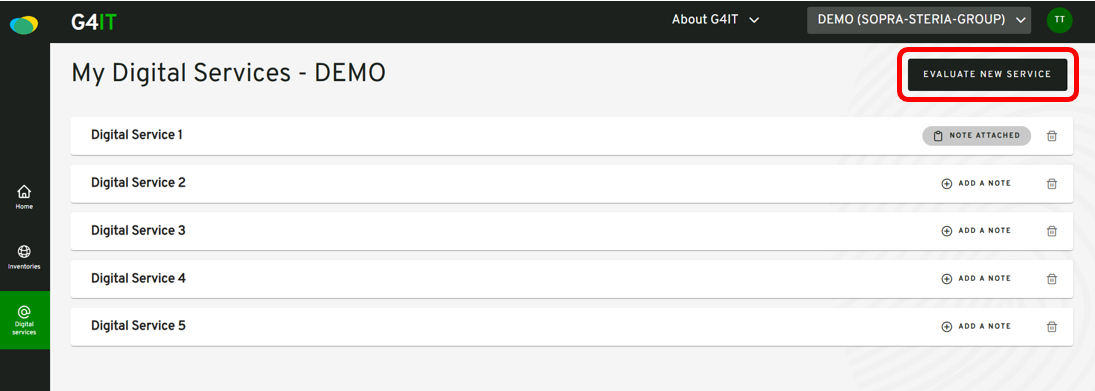 G4IT
About G4IT
DEMO (SOPRA-STERIA-GROUP)
TT
My Digital Services - DEMO
EVALUATE NEW SERVICE
Digital Service 1
NOTE ATTACHED
Digital Service 2
ADD A NOTE
Digital Service 3
ADD A NOTE
Digital Service 4
ADD A NOTE
Digital Service 5
ADD A NOTE
Home
Inventories
Digital
services